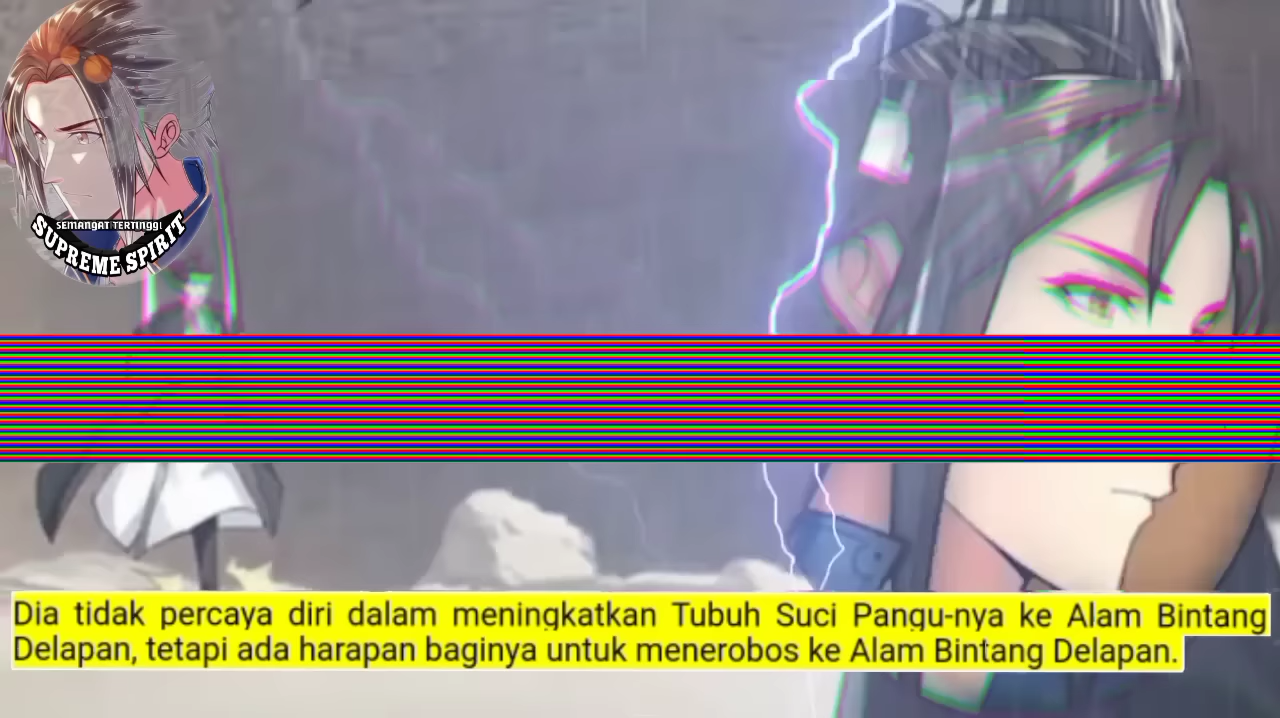 SEMANGAT TERTINGGI
SUPREME SPIRIT
Dia tidak percaya diri dalam meningkatkan Tubuh Suci Pangu-nya ke Alam Bintang
Delapan, tetapi ada harapan baginya untuk menerobos ke Alam Bintang Delapan.